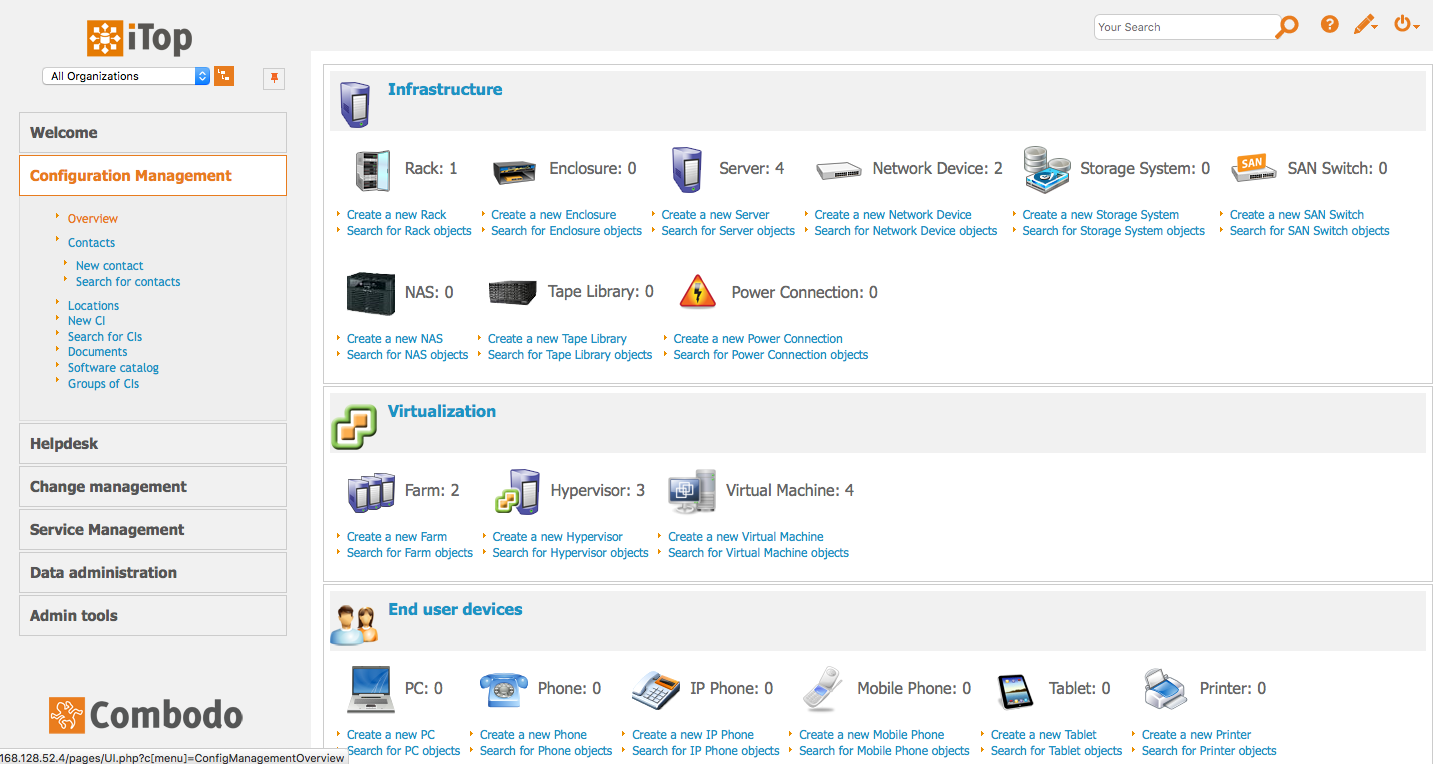 iTop
All Organizations
Your Search
Welcome
Configuration Management
Overview
Contacts
New contact
Search for contacts
Locations
New CI
Search for CIs
Documents
Software catalog
Groups of CIs
Helpdesk
Change management
Service Management
Data administration
Admin tools
Combodo
168.128.52.4/pages/UI.php?c[menu]=ConfigManagementOverview
Infrastructure
Rack: 1 Enclosure: 0 Server: 4 Network Device: 2 Storage System: 0 SAN SAN Switch: 0
Create a new Rack Create a new Enclosure Create a new Server Create a new Network Device Create a new Storage System Create a new SAN Switch
Search for Rack objects Search for Enclosure objects Search for Server objects Search for Network Device objects Search for Storage System objects Search for SAN Switch objects
NAS: 0 Tape Library: 0 Power Connection: 0
Create a new NAS Create a new Tape Library Create a new Power Connection
Search for NAS objects Search for Tape Library objects Search for Power Connection objects
Virtualization
Farm: 2 Hypervisor: 3 Virtual Machine: 4
Create a new Farm Create a new Hypervisor Create a new Virtual Machine
Search for Farm objects Search for Hypervisor objects Search for Virtual Machine objects
End user devices
PC: 0 Phone: 0 IP Phone: 0 Mobile Phone: 0 Tablet: 0 Printer: 0
Create a new PC Create a new Phone Create a new IP Phone Create a new Mobile Phone Create a new Tablet Create a new Printer
Search for PC objects Search for Phone objects Search for IP Phone objects Search for Mobile Phone objects Search for Tablet objects Search for Printer objects